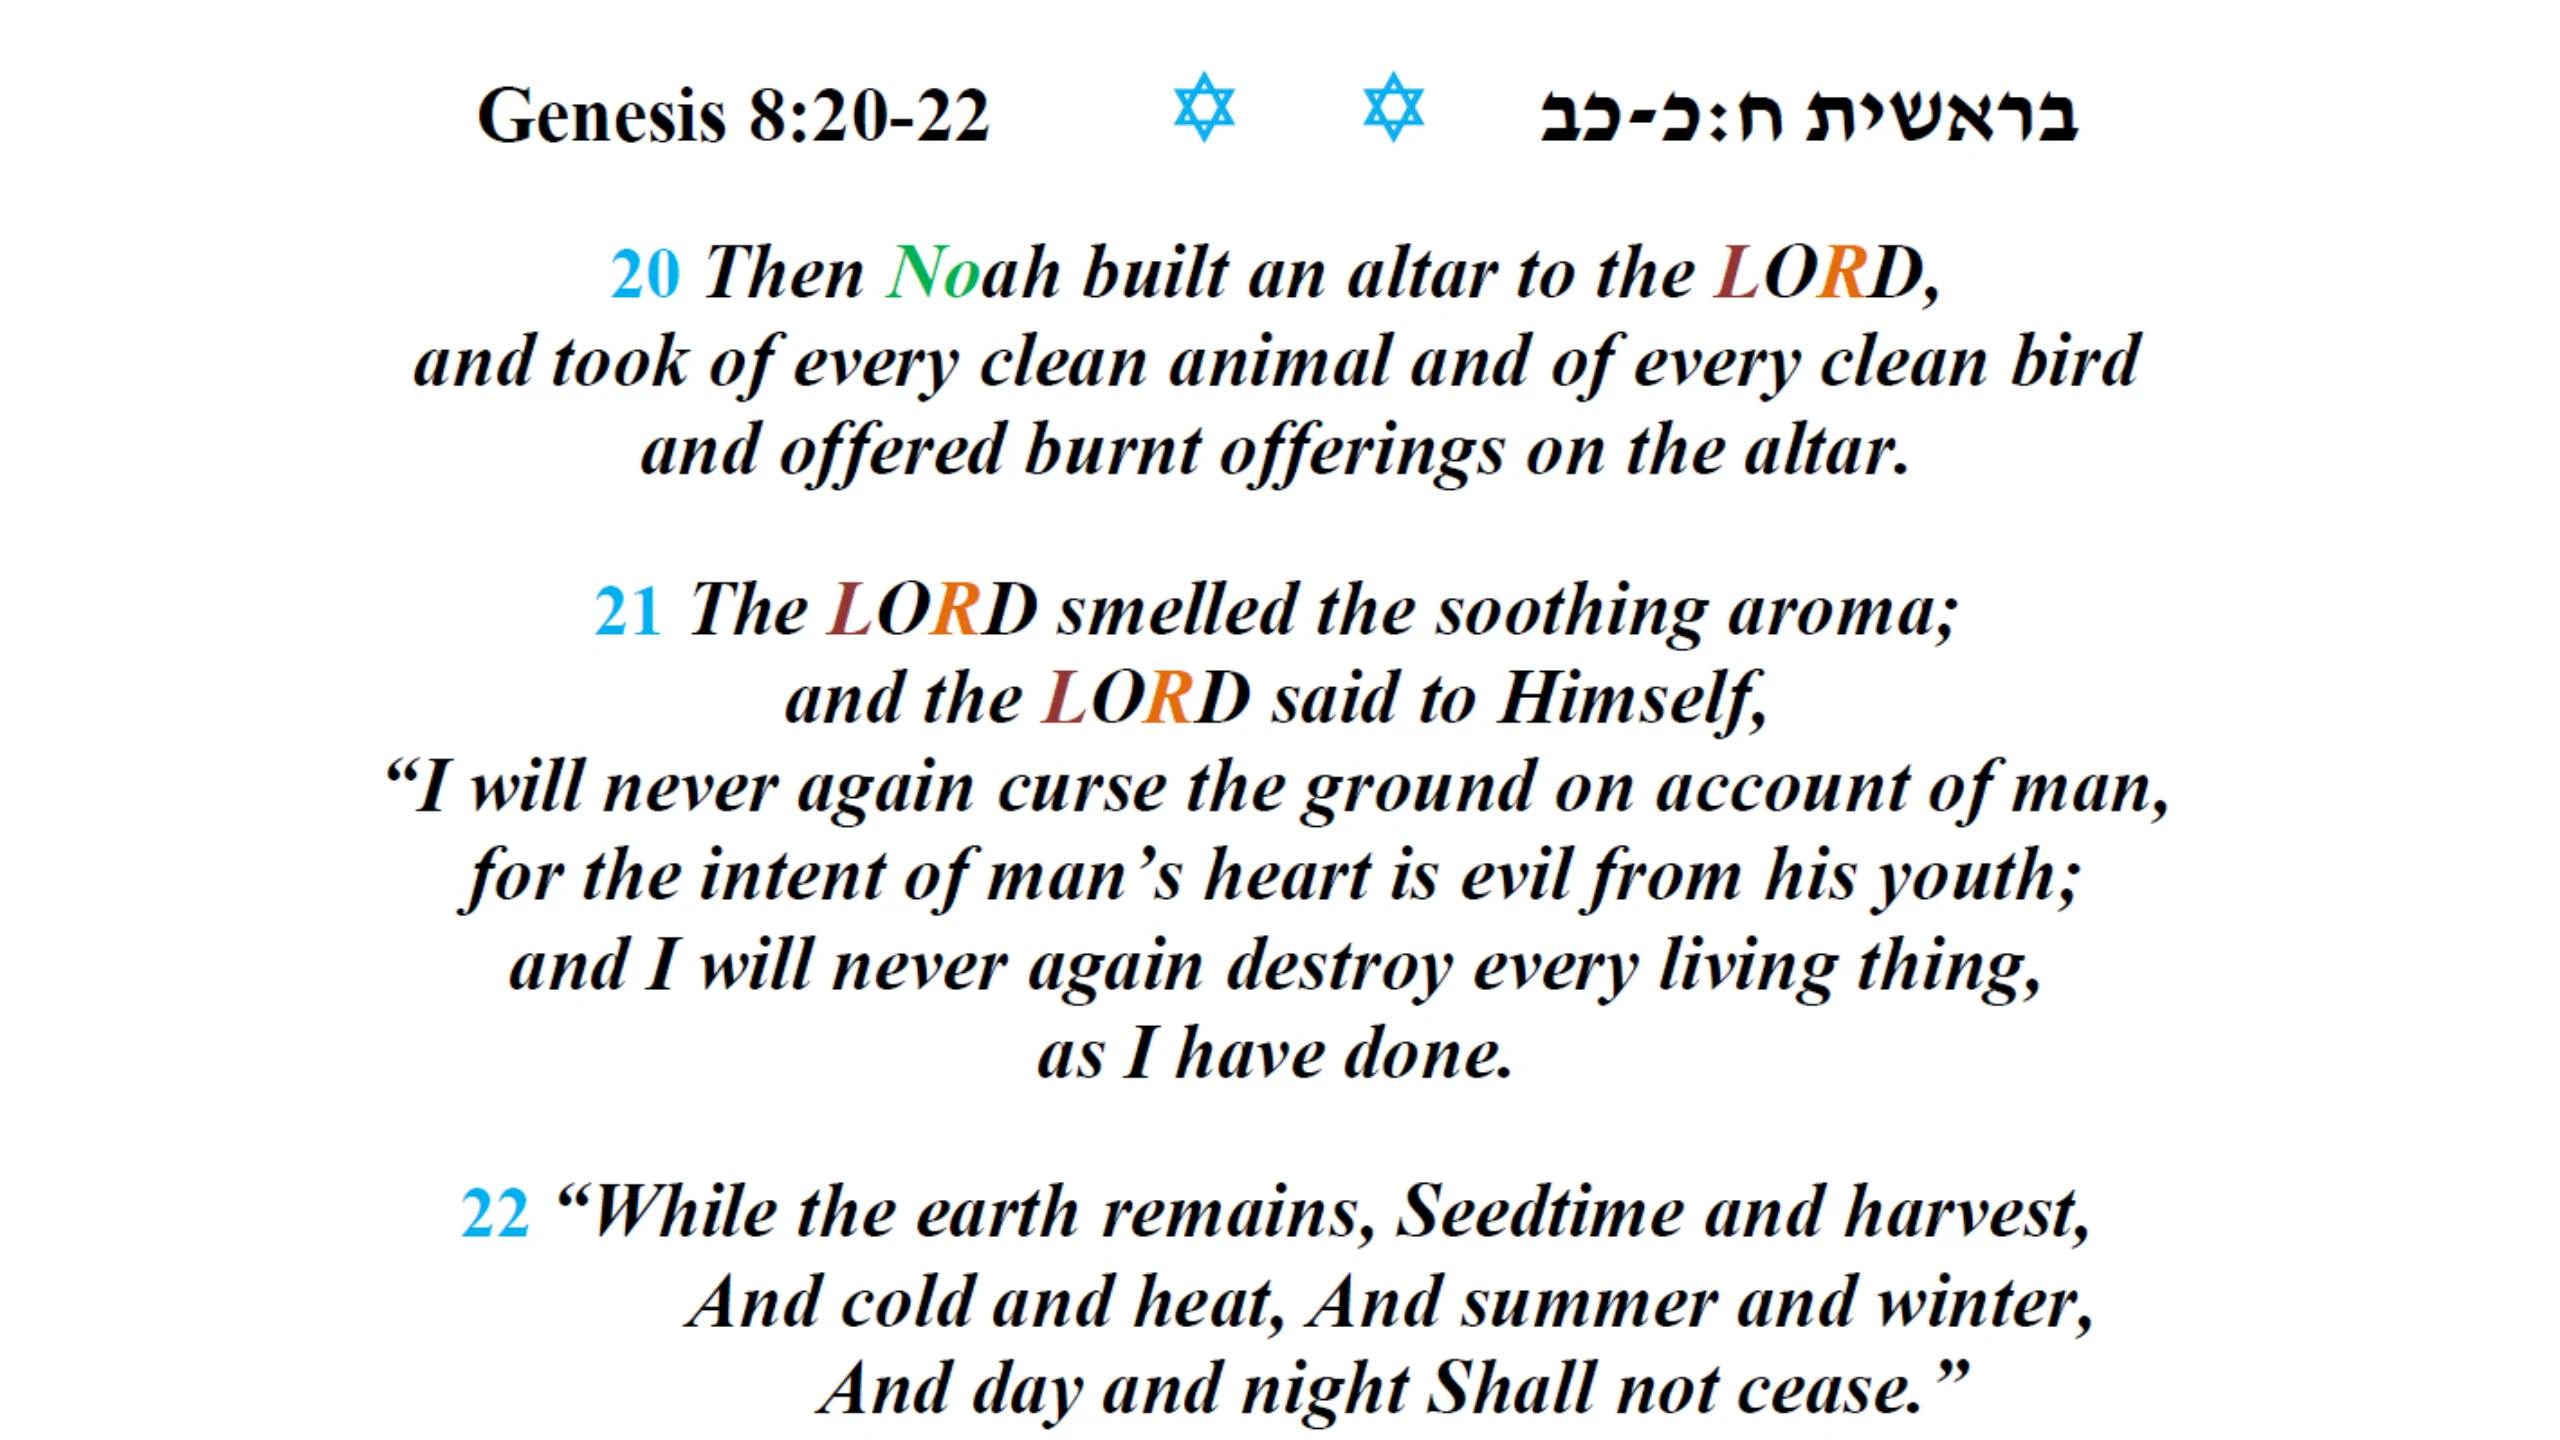 Genesis 8:20-22 ✡ ✡ בראשית ח:כ-כב
20 Then Noah built an altar to the LORD,
and took of every clean animal and of every clean bird
and offered burnt offerings on the altar.
21 The LORD smelled the soothing aroma;
and the LORD said to Himself,
“I will never again curse the ground on account of man,
for the intent of man’s heart is evil from his youth;
and I will never again destroy every living thing,
as I have done.
22 “While the earth remains, Seedtime and harvest,
And cold and heat, And summer and winter,
And day and night Shall not cease.”